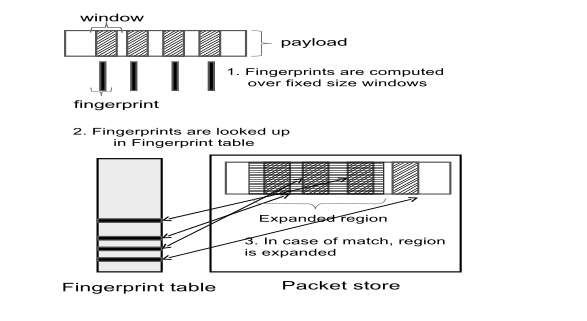 window
payload
1. Fingerprints are computed
over fixed size windows
fingerprint
2. Fingerprints are looked up
in Fingerprint table
Expanded region
3. In case of match, region
is expanded
Fingerprint table
Packet store